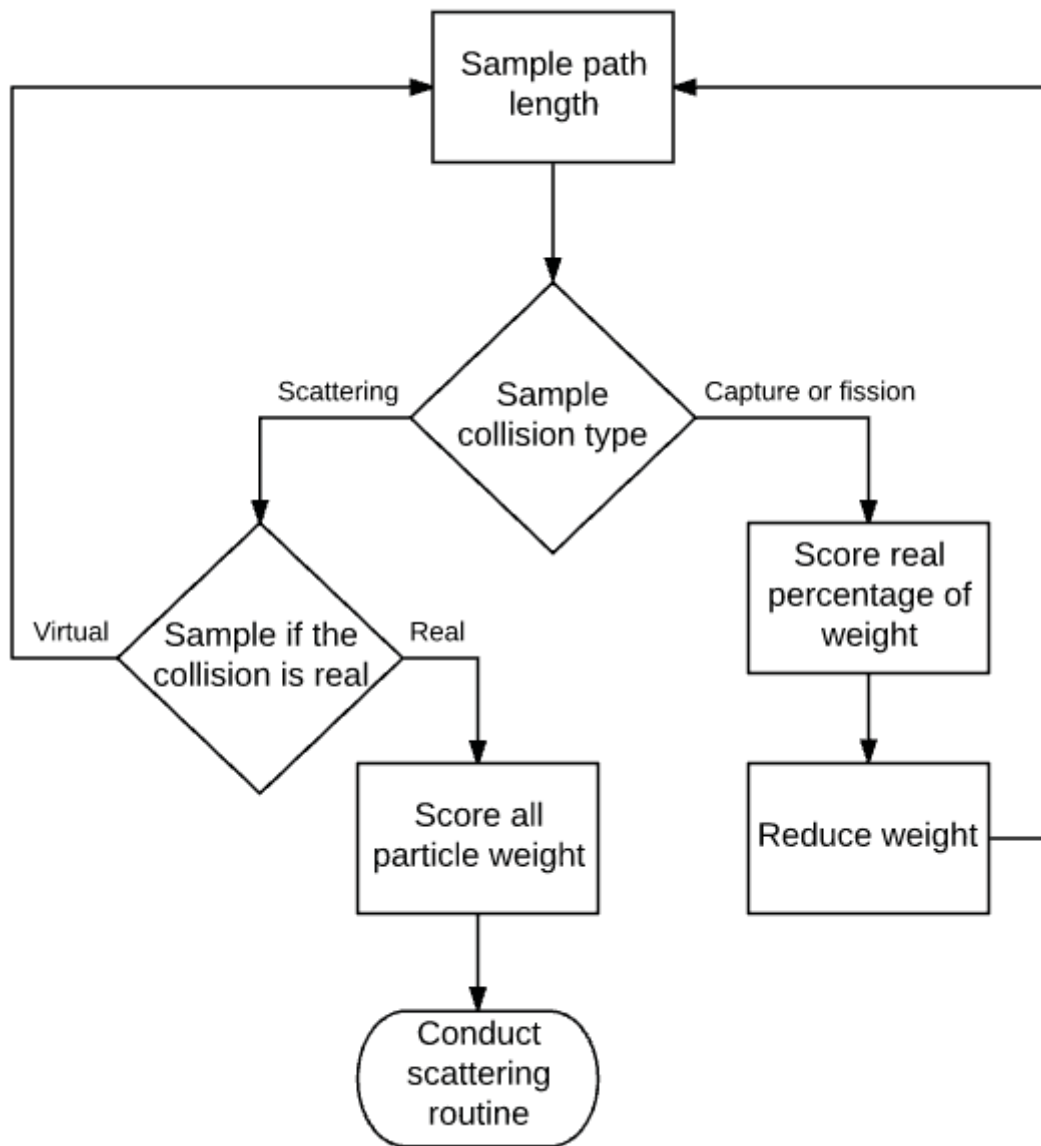 Sample path
length
Scattering
Sample
collision type
Capture or fission
Virtual
Sample if the
collision is real
Real
Score real
percentage of
weight
Score all
particle weight
Reduce weight
Conduct
scattering
routine